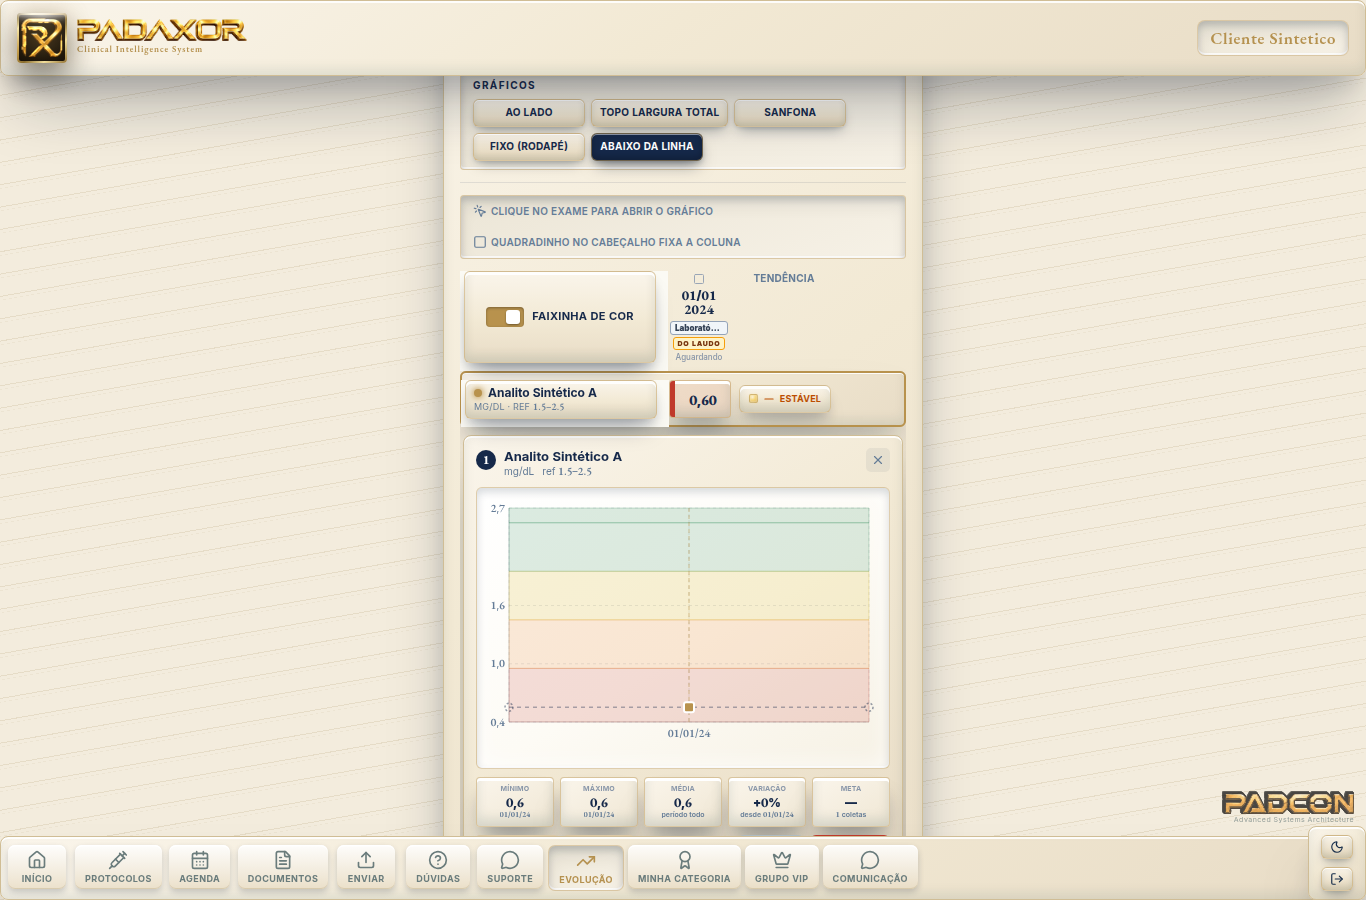 PADAXOR
Clinical Intelligence System
Cliente Sintetico
GRÁFICOS
AO LADO
TOPO LARGURA TOTAL
SANFONA
FIXO (RODAPÉ)
ABAIXO DA LINHA
CLIQUE NO EXAME PARA ABRIR O GRÁFICO
QUADRADINHO NO CABEÇALHO FIXA A COLUNA
FAIXINHA DE COR
01/01
2024
Laborató...
DO LAUDO
Aguardando
TENDÊNCIA
Analito Sintético A
MG/DL · REF 1.5–2.5
0,60
— ESTÁVEL
1
Analito Sintético A
mg/dL ref 1.5–2.5
2,7
1,6
1,0
0,4
01/01/24
MÍNIMO
0,6
01/01/24
MÁXIMO
0,6
01/01/24
MÉDIA
0,6
período todo
VARIAÇÃO
+0%
desde 01/01/24
META
—
1 coletas
PADCON
Advanced Systems Architecture
INÍCIO
PROTOCOLOS
AGENDA
DOCUMENTOS
ENVIAR
DÚVIDAS
SUPORTE
EVOLUÇÃO
MINHA CATEGORIA
GRUPO VIP
COMUNICAÇÃO